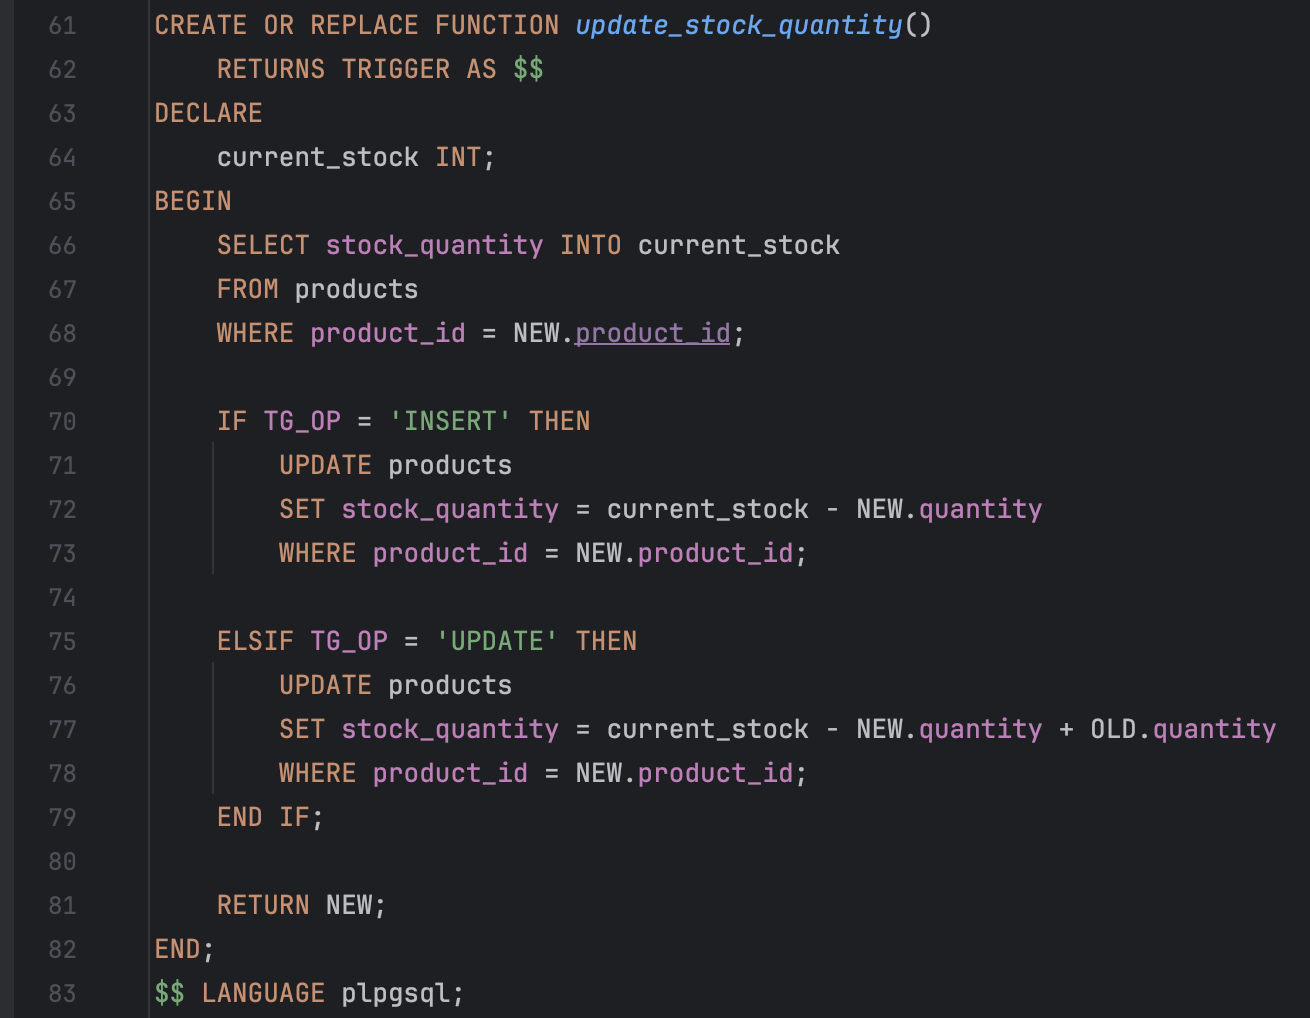 61 CREATE OR REPLACE FUNCTION update_stock_quantity()
62     RETURNS TRIGGER AS $$
63 DECLARE
64     current_stock INT;
65 BEGIN
66     SELECT stock_quantity INTO current_stock
67     FROM products
68     WHERE product_id = NEW.product_id;
69
70     IF TG_OP = 'INSERT' THEN
71         UPDATE products
72         SET stock_quantity = current_stock - NEW.quantity
73         WHERE product_id = NEW.product_id;
74
75     ELSIF TG_OP = 'UPDATE' THEN
76         UPDATE products
77         SET stock_quantity = current_stock - NEW.quantity + OLD.quantity
78         WHERE product_id = NEW.product_id;
79     END IF;
80
81     RETURN NEW;
82 END;
83 $$ LANGUAGE plpgsql;